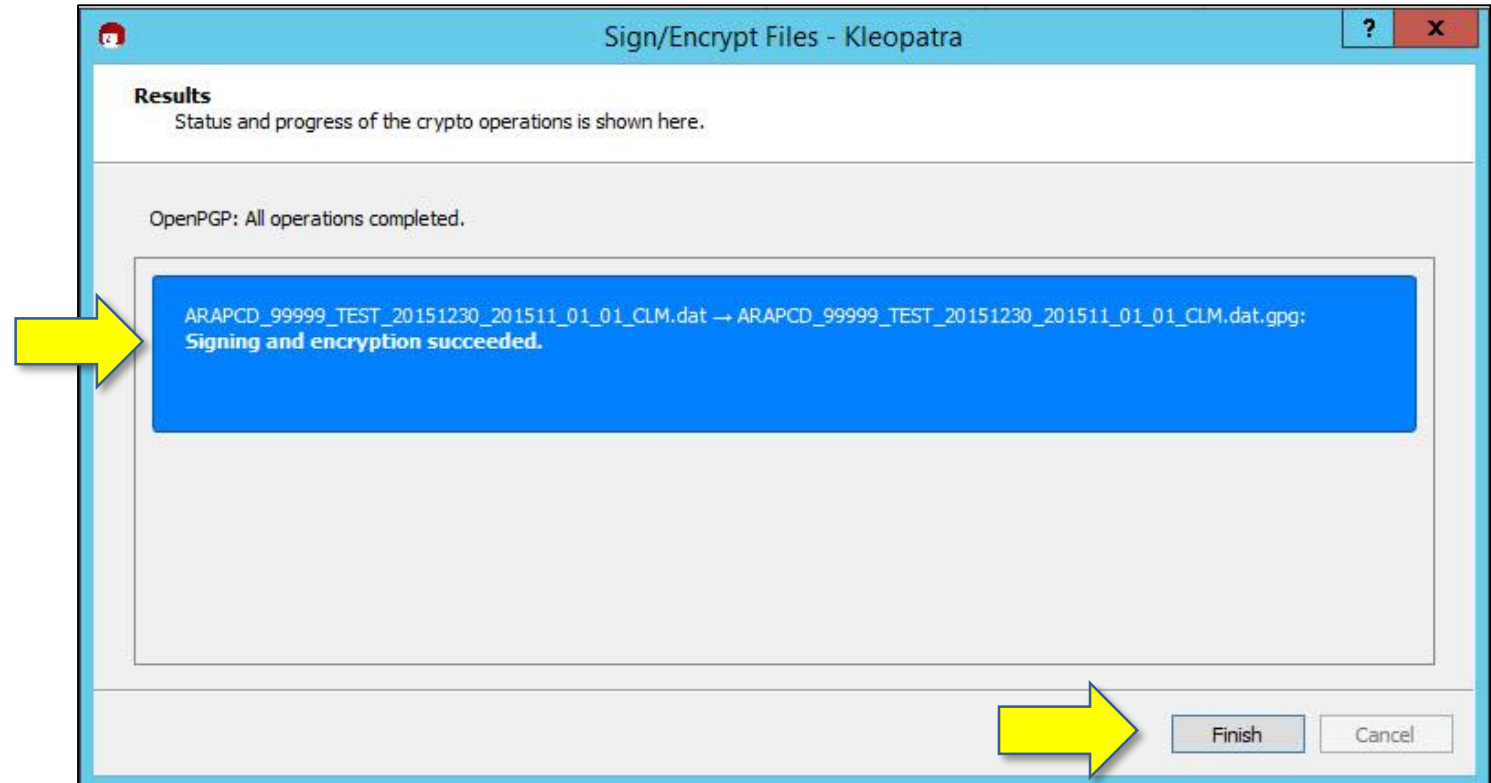 Sign/Encrypt Files - Kleopatra
? x
Results
Status and progress of the crypto operations is shown here.
OpenPGP: All operations completed.
ARAPCD_99999_TEST_20151230_201511_01_01_CLM.dat → ARAPCD_99999_TEST_20151230_201511_01_01_CLM.dat.gpg:
Signing and encryption succeeded.
Finish Cancel